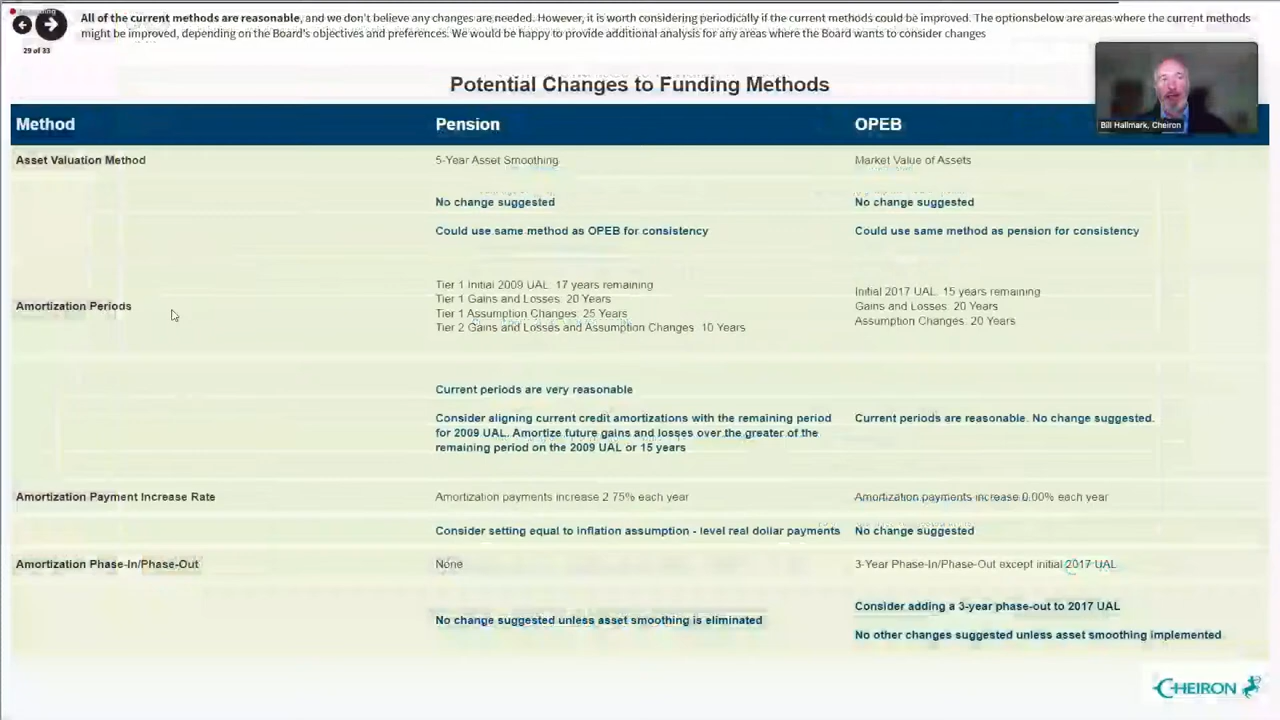 All of the current methods are reasonable, and we don't believe any changes are needed. However, it is worth considering periodically if the current methods could be improved. The optionsbelow are areas where the current methods
might be improved, depending on the Board's objectives and preferences. We would be happy to provide additional analysis for any areas where the Board wants to consider changes
29 of 33
Potential Changes to Funding Methods
Bill Hallmark, Cheiron
Method Pension OPEB
Asset Valuation Method 5-Year Asset Smoothing Market Value of Assets
No change suggested No change suggested
Could use same method as OPEB for consistency Could use same method as pension for consistency
Amortization Periods
Tier 1 Initial 2009 UAL: 17 years remaining
Tier 1 Gains and Losses: 20 Years
Tier 1 Assumption Changes: 25 Years
Tier 2 Gains and Losses and Assumption Changes: 10 Years
Initial 2017 UAL: 15 years remaining
Gains and Losses: 20 Years
Assumption Changes: 20 Years
Current periods are very reasonable
Consider aligning current credit amortizations with the remaining period
for 2009 UAL. Amortize future gains and losses over the greater of the
remaining period on the 2009 UAL or 15 years
Current periods are reasonable. No change suggested.
Amortization Payment Increase Rate Amortization payments increase 2.75% each year Amortization payments increase 0.00% each year
Consider setting equal to inflation assumption - level real dollar payments No change suggested
Amortization Phase-In/Phase-Out None 3-Year Phase-In/Phase-Out except initial 2017 UAL
No change suggested unless asset smoothing is eliminated
Consider adding a 3-year phase-out to 2017 UAL
No other changes suggested unless asset smoothing implemented
CHEIRON